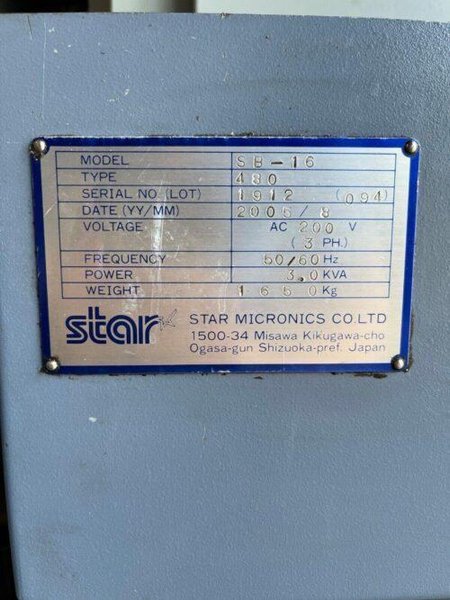 MODEL SB-16
TYPE 480
SERIAL NO.(LOT) 1912 (094)
DATE (YY/MM) 2005/8
VOLTAGE AC 200 V
(3 PH.)
FREQUENCY 50/60Hz
POWER 3.0KVA
WEIGHT 1650Kg
star
STAR MICRONICS CO.LTD
1500-34 Misawa Kikugawa-cho
Ogasa-gun Shizuoka-pref. Japan